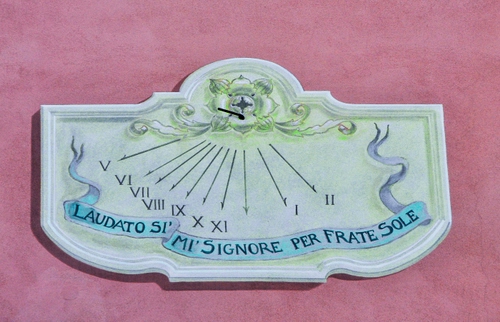 V
VI
VII
VIII
IX
X
XI
I
II
LAUDATO SI'
MI' SIGNORE PER FRATE SOLE